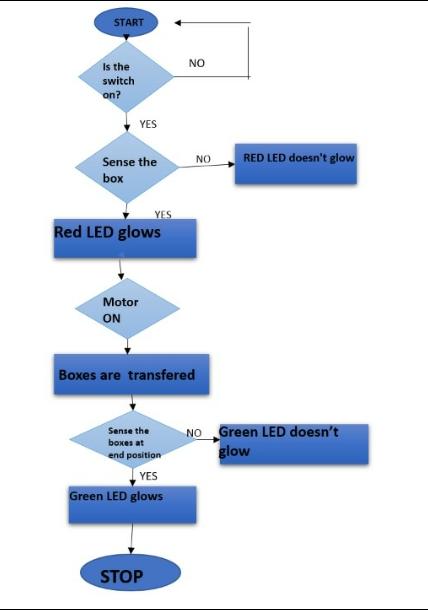 START
Is the
switch
on?
NO
YES
Sense the
box
NO
RED LED doesn't glow
YES
Red LED glows
Motor
ON
Boxes are transfered
Sense the
boxes at
end position
NO
Green LED doesn't
glow
YES
Green LED glows
STOP